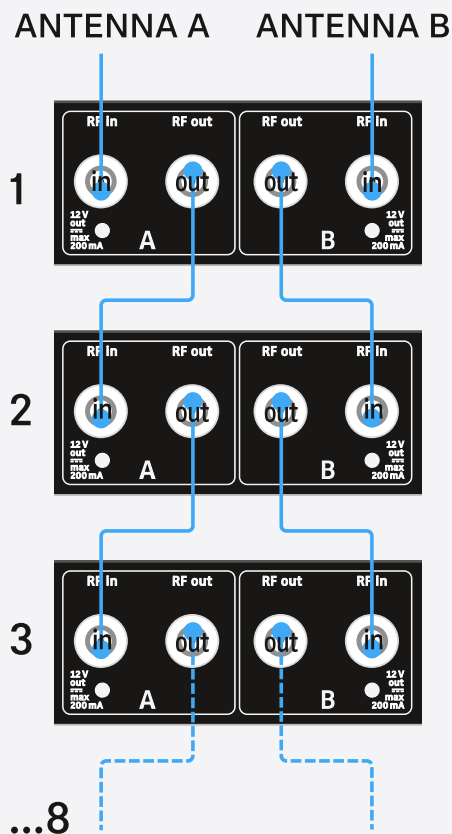 ANTENNA A ANTENNA B
RF in RF out RF out RF in
1 in out out in
12 V 12 V
out out
max max
200 mA A B 200 mA
RF in RF out RF out RF in
2 in out out in
12 V 12 V
out out
max max
200 mA A B 200 mA
RF in RF out RF out RF in
3 in out out in
12 V 12 V
out out
max max
200 mA A B 200 mA
...8